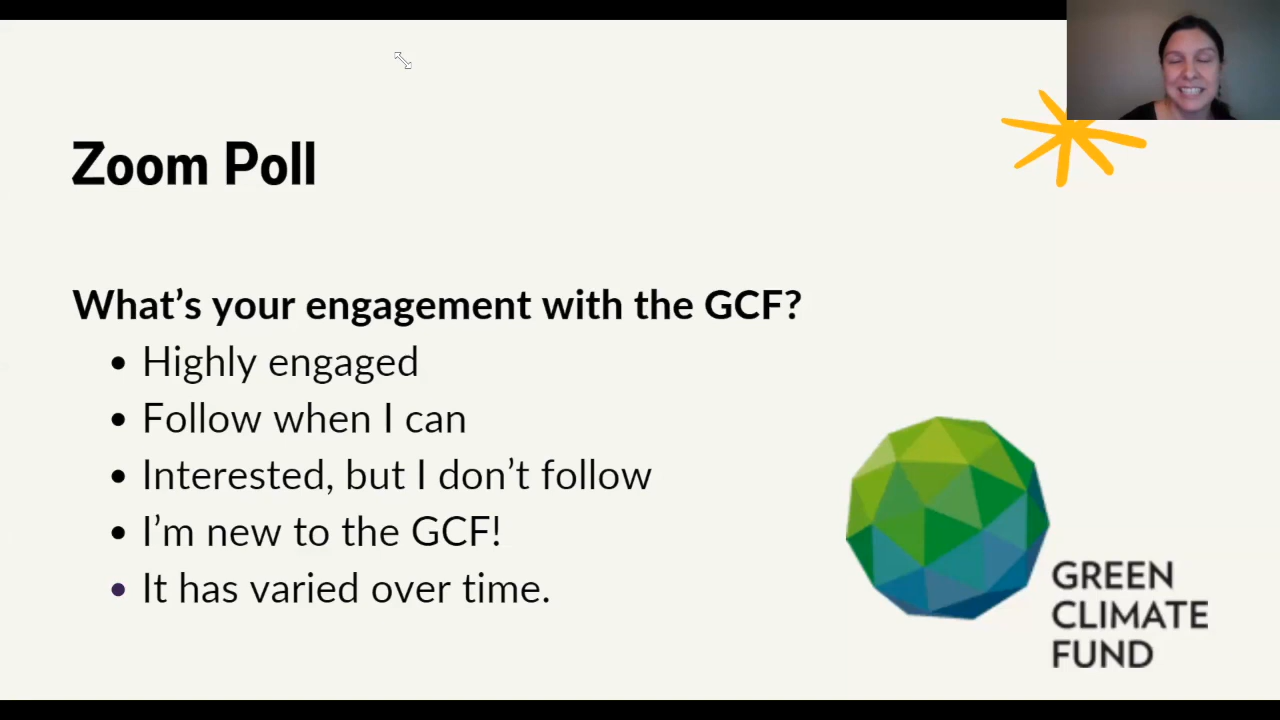 Zoom Poll
What’s your engagement with the GCF?
• Highly engaged
• Follow when I can
• Interested, but I don’t follow
• I’m new to the GCF!
• It has varied over time.
GREEN
CLIMATE
FUND